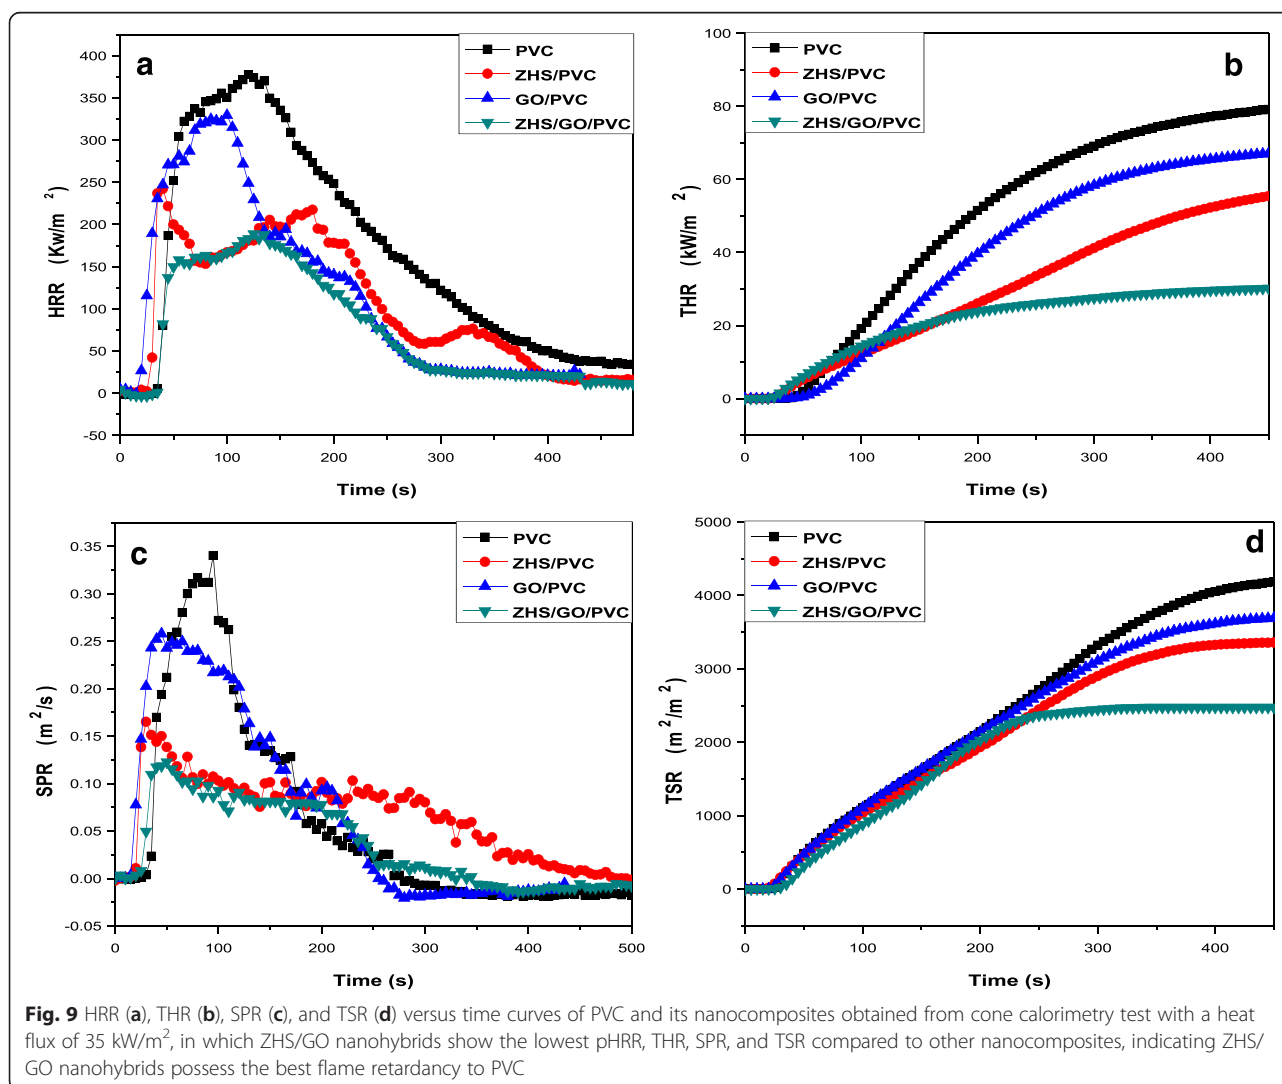 a
PVC
ZHS/PVC
GO/PVC
ZHS/GO/PVC
400
350
300
250
200
150
100
50
0
-50
HRR (Kw/m²)
0 100 200 300 400
Time (s)
b
PVC
ZHS/PVC
GO/PVC
ZHS/GO/PVC
100
80
60
40
20
0
THR (kW/m²)
100 200 300 400
Time (s)
c
PVC
ZHS/PVC
GO/PVC
ZHS/GO/PVC
0.35
0.30
0.25
0.20
0.15
0.10
0.05
0.00
-0.05
SPR (m²/s)
0 100 200 300 400 500
Time (s)
d
PVC
ZHS/PVC
GO/PVC
ZHS/GO/PVC
5000
4000
3000
2000
1000
0
TSR (m²/m²)
0 100 200 300 400
Time (s)
Fig. 9 HRR (a), THR (b), SPR (c), and TSR (d) versus time curves of PVC and its nanocomposites obtained from cone calorimetry test with a heat
flux of 35 kW/m², in which ZHS/GO nanohybrids show the lowest pHRR, THR, SPR, and TSR compared to other nanocomposites, indicating ZHS/
GO nanohybrids possess the best flame retardancy to PVC